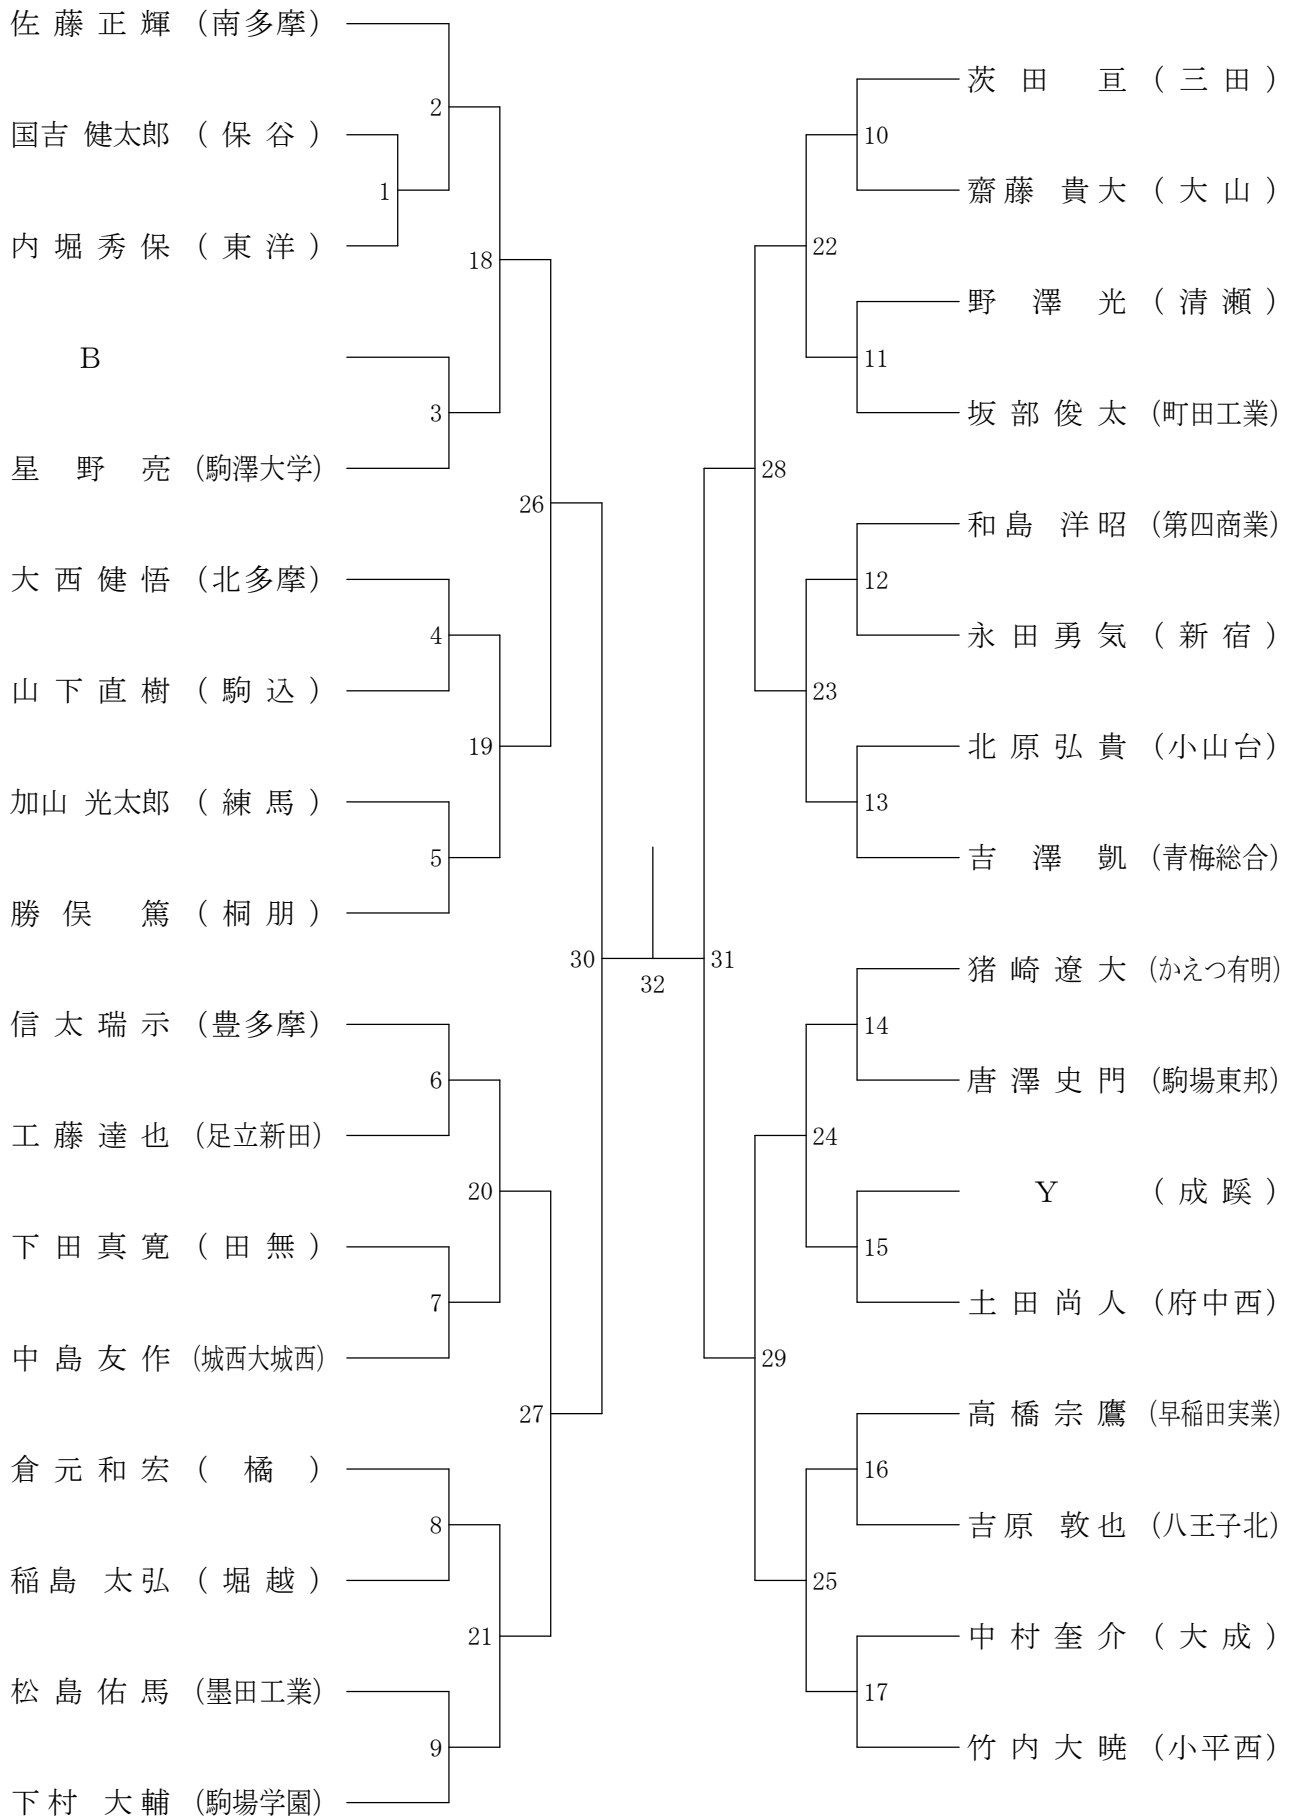 佐藤正輝 (南多摩)
国吉 健太郎 (保谷)
内堀秀保 (東洋)
B
星野 亮 (駒澤大学)
大西健悟 (北多摩)
山下直樹 (駒込)
加山 光太郎 (練馬)
勝俣 篤 (桐朋)
信太瑞示 (豊多摩)
工藤達也 (足立新田)
下田真寛 (田無)
中島友作 (城西大城西)
倉元和宏 (橘)
稲島 太弘 (堀越)
松島佑馬 (墨田工業)
下村 大輔 (駒場学園)
1
2
3
4
5
6
7
8
9
18
19
20
21
26
27
30
32
31
28
29
22
23
24
25
10
11
12
13
14
15
16
17
茨田 亘 (三田)
齋藤 貴大 (大山)
野澤 光 (清瀬)
坂部俊太 (町田工業)
和島 洋昭 (第四商業)
永田勇気 (新宿)
北原弘貴 (小山台)
吉澤 凱 (青梅総合)
猪崎遼大 (かえつ有明)
唐澤史門 (駒場東邦)
Y (成蹊)
土田尚人 (府中西)
高橋宗鷹 (早稲田実業)
吉原 敦也 (八王子北)
中村奎介 (大成)
竹内大暁 (小平西)